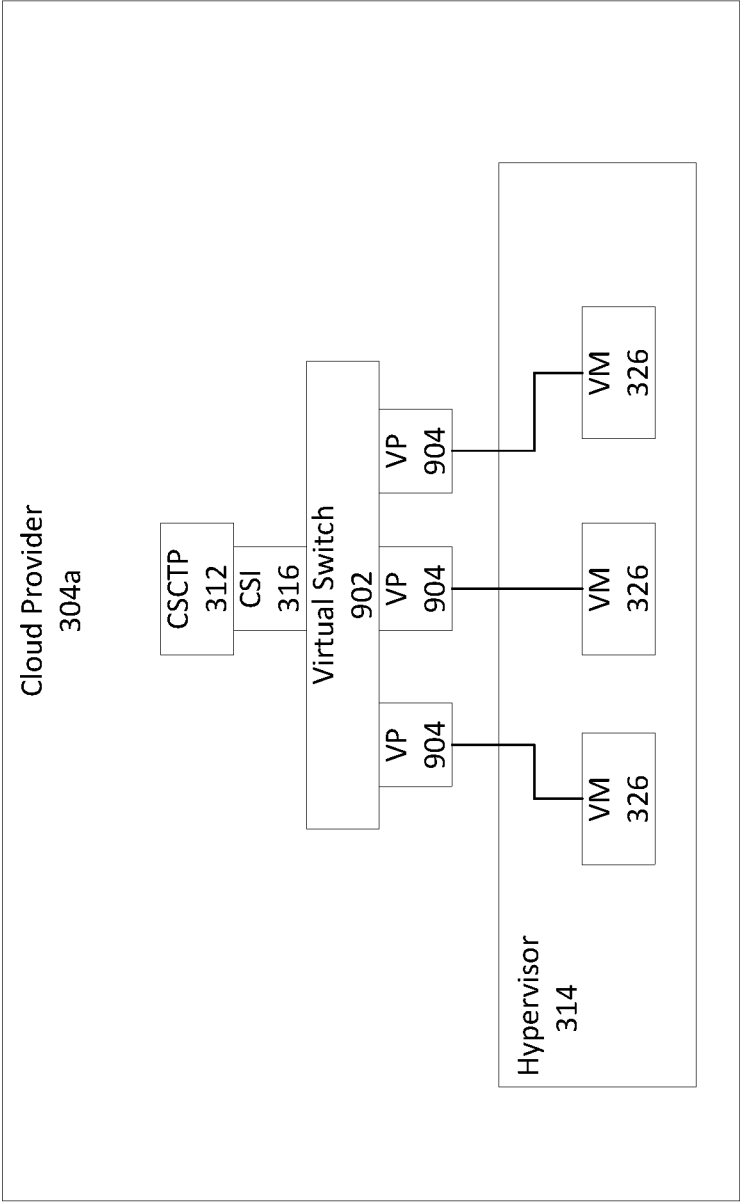 Cloud Provider
304a
CSCTP
312
CSI
316
Virtual Switch
902
VP
904
VP
904
VP
904
Hypervisor
314
VM
326
VM
326
VM
326